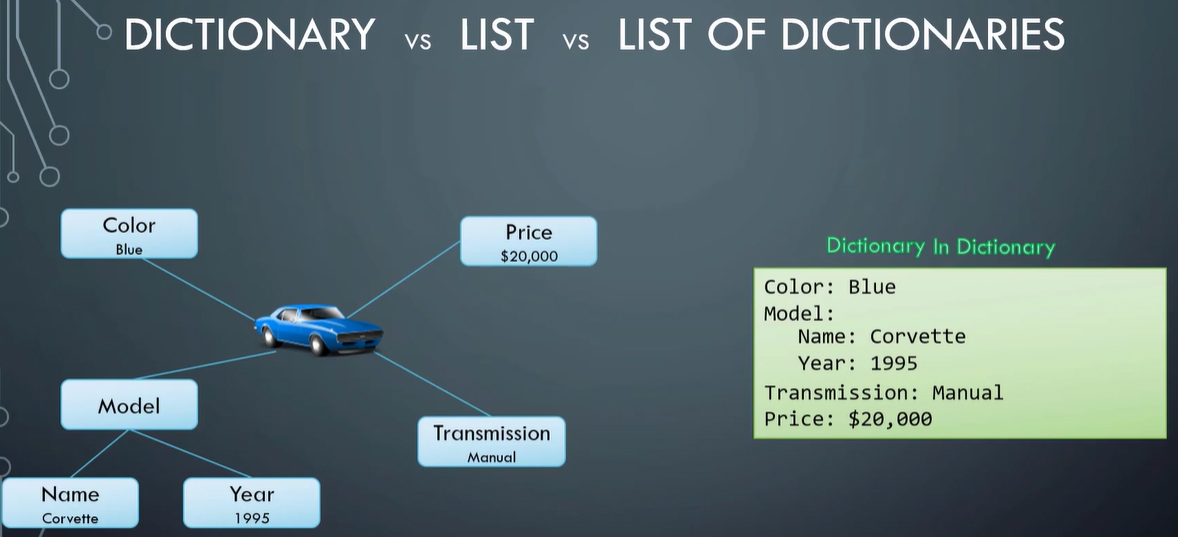 DICTIONARY vs LIST vs LIST OF DICTIONARIES
Color
Blue
Price
$20,000
Model
Name
Corvette
Year
1995
Transmission
Manual
Dictionary In Dictionary
Color: Blue
Model:
Name: Corvette
Year: 1995
Transmission: Manual
Price: $20,000